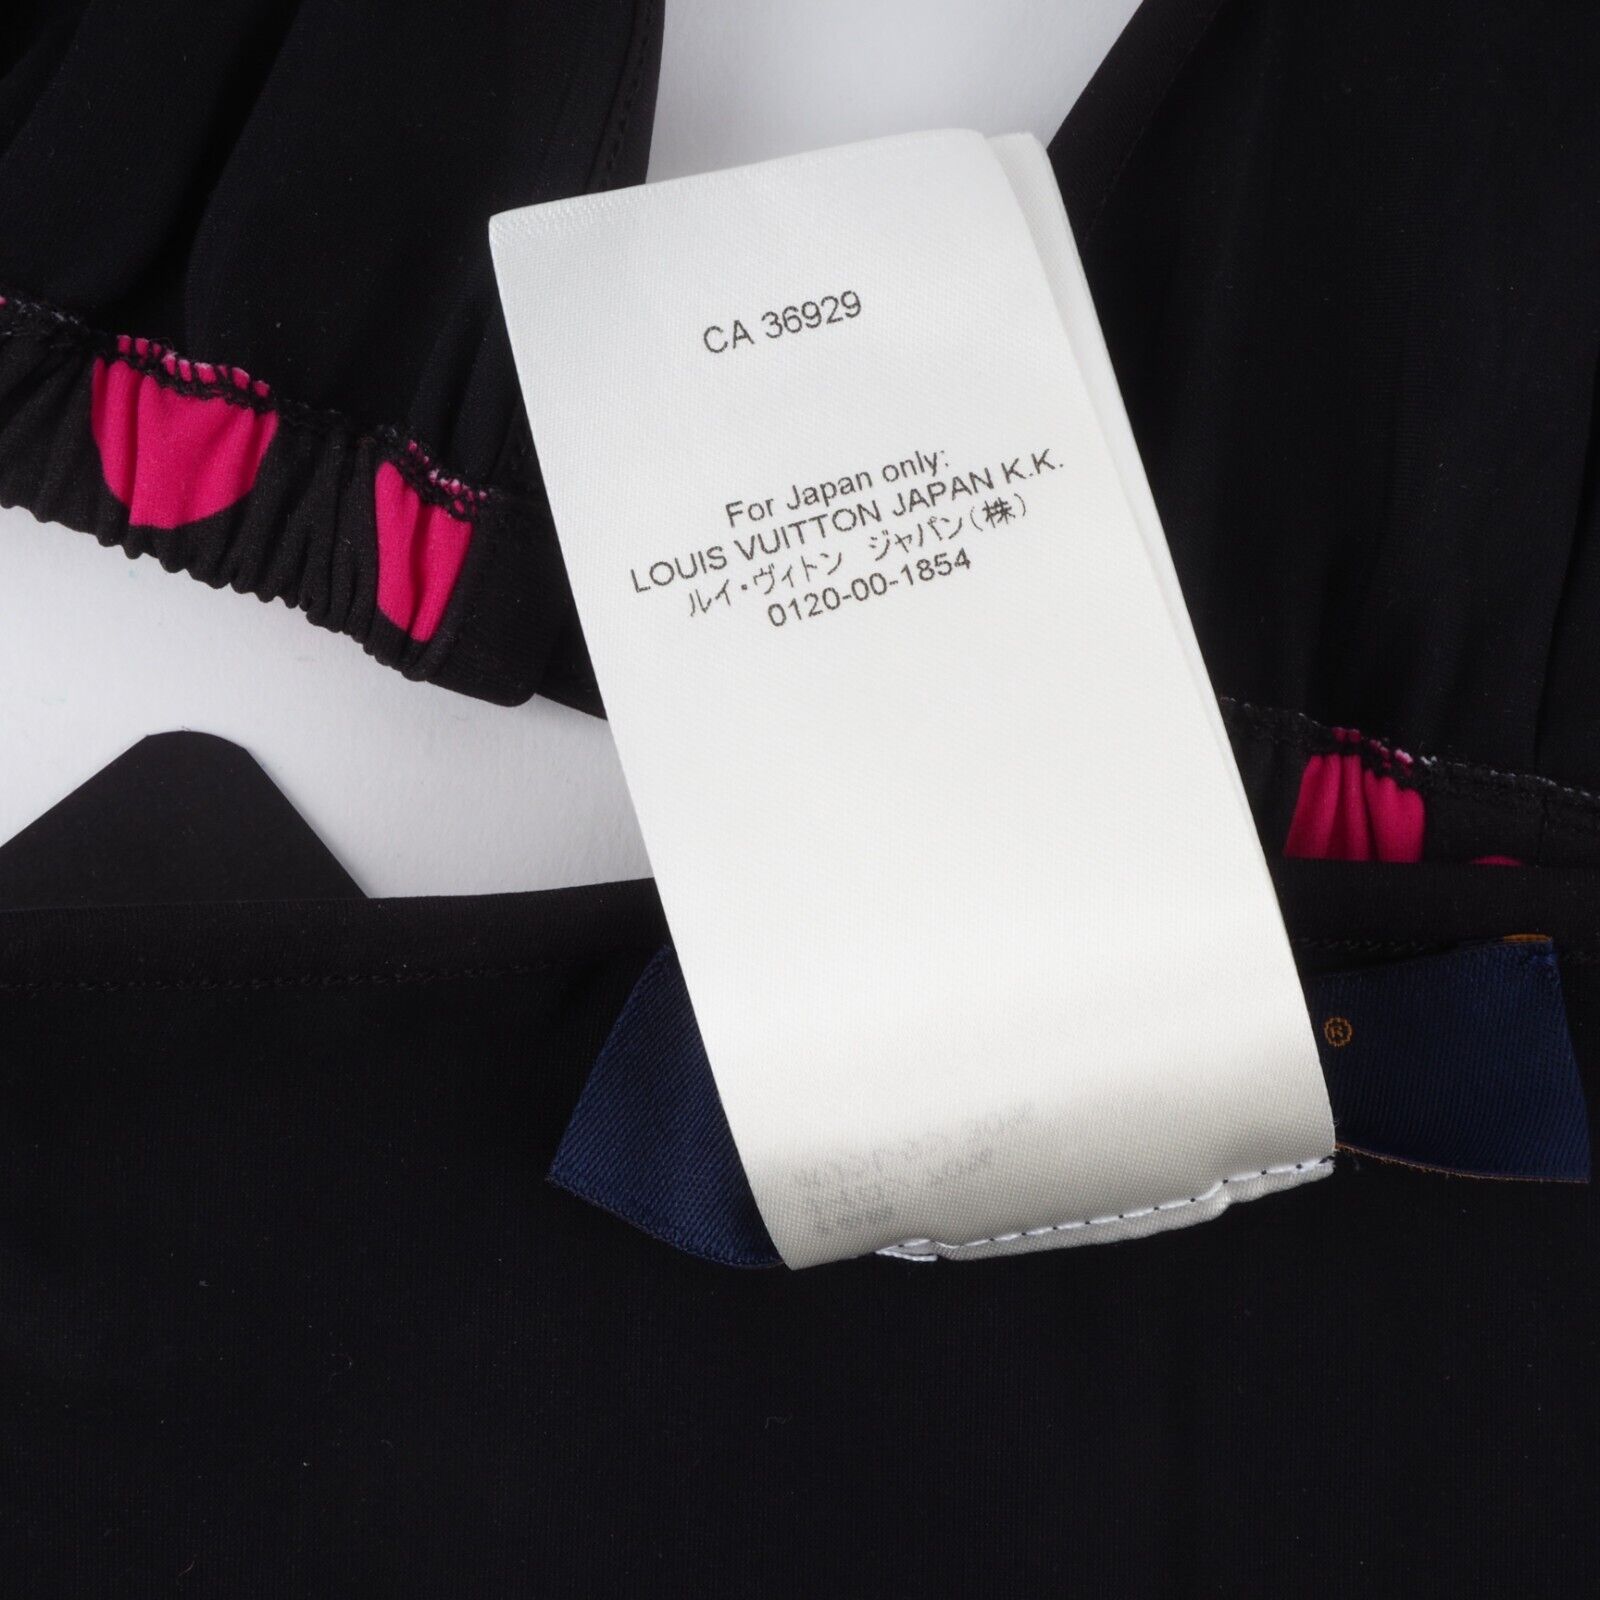 CA 36929
For Japan only:
LOUIS VUITTON JAPAN K.K.
ルイ・ヴィトン ジャパン(株)
0120-00-1854
®